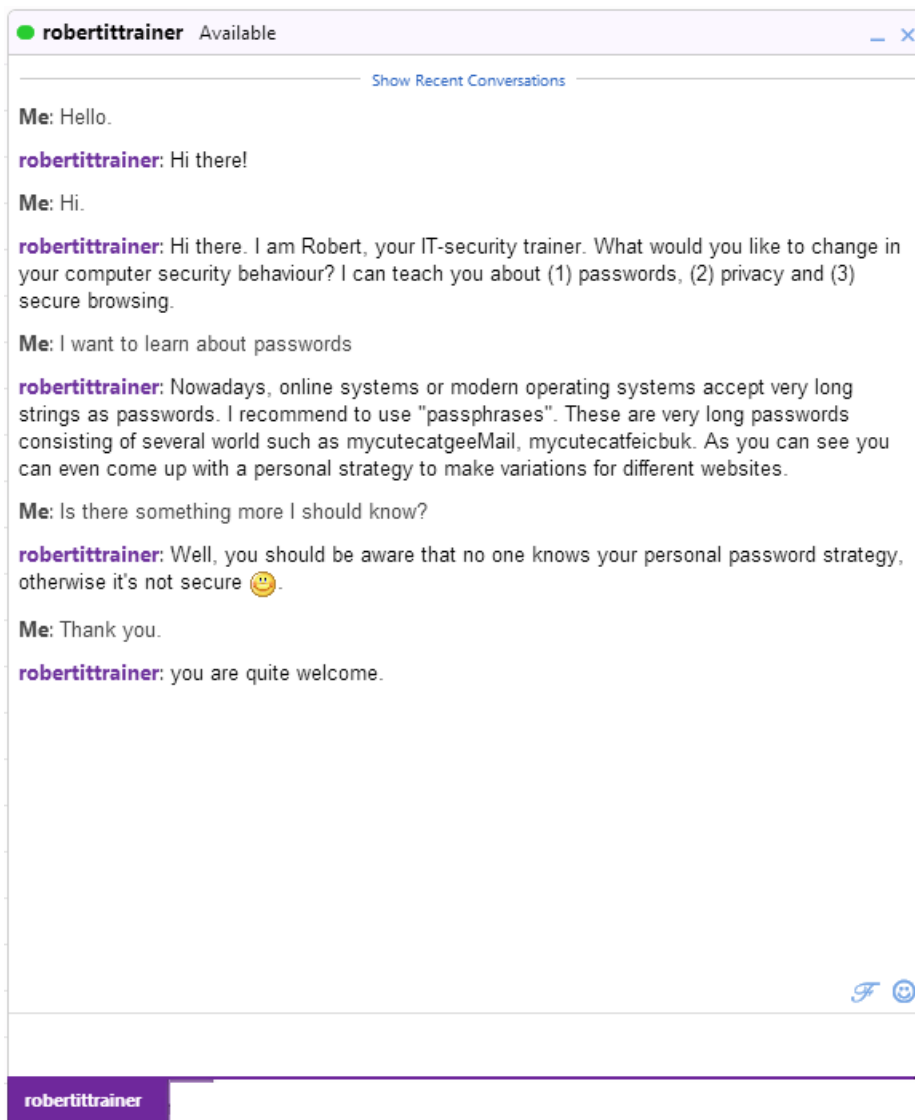 robertittrainer Available
Show Recent Conversations
Me: Hello.
robertittrainer: Hi there!
Me: Hi.
robertittrainer: Hi there. I am Robert, your IT-security trainer. What would you like to change in
your computer security behaviour? I can teach you about (1) passwords, (2) privacy and (3)
secure browsing.
Me: I want to learn about passwords
robertittrainer: Nowadays, online systems or modern operating systems accept very long
strings as passwords. I recommend to use "passphrases". These are very long passwords
consisting of several world such as mycutecatgeeMail, mycutecatfeicbuk. As you can see you
can even come up with a personal strategy to make variations for different websites.
Me: Is there something more I should know?
robertittrainer: Well, you should be aware that no one knows your personal password strategy,
otherwise it's not secure .
Me: Thank you.
robertittrainer: you are quite welcome.
robertittrainer